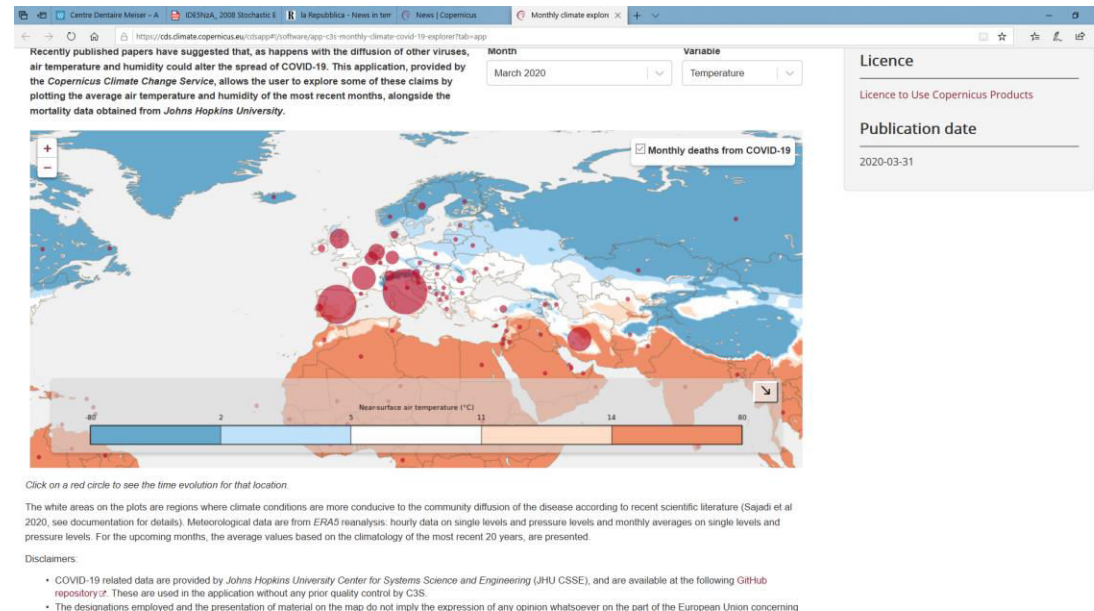 Centre Dentaire Meiser – A
IDESNzA_ 2008 Stochastic E
la Repubblica - News in tem
News | Copernicus
Monthly climate explor
https://cds.climate.copernicus.eu/cdsapp#!/software/app-c3s-monthly-climate-covid-19-explorer?tab=app
Recently published papers have suggested that, as happens with the diffusion of other viruses,
air temperature and humidity could alter the spread of COVID-19. This application, provided by
the Copernicus Climate Change Service, allows the user to explore some of these claims by
plotting the average air temperature and humidity of the most recent months, alongside the
mortality data obtained from Johns Hopkins University.
Month
March 2020
Variable
Temperature
Licence
Licence to Use Copernicus Products
Publication date
2020-03-31
+
−
Monthly deaths from COVID-19
Near-surface air temperature (°C)
-80 2 5 11 14 80
Click on a red circle to see the time evolution for that location.
The white areas on the plots are regions where climate conditions are more conducive to the community diffusion of the disease according to recent scientific literature (Sajadi et al
2020, see documentation for details). Meteorological data are from ERA5 reanalysis: hourly data on single levels and pressure levels and monthly averages on single levels and
pressure levels. For the upcoming months, the average values based on the climatology of the most recent 20 years, are presented.
Disclaimers:
• COVID-19 related data are provided by Johns Hopkins University Center for Systems Science and Engineering (JHU CSSE), and are available at the following GitHub
repository. These are used in the application without any prior quality control by C3S.
• The designations employed and the presentation of material on the map do not imply the expression of any opinion whatsoever on the part of the European Union concerning